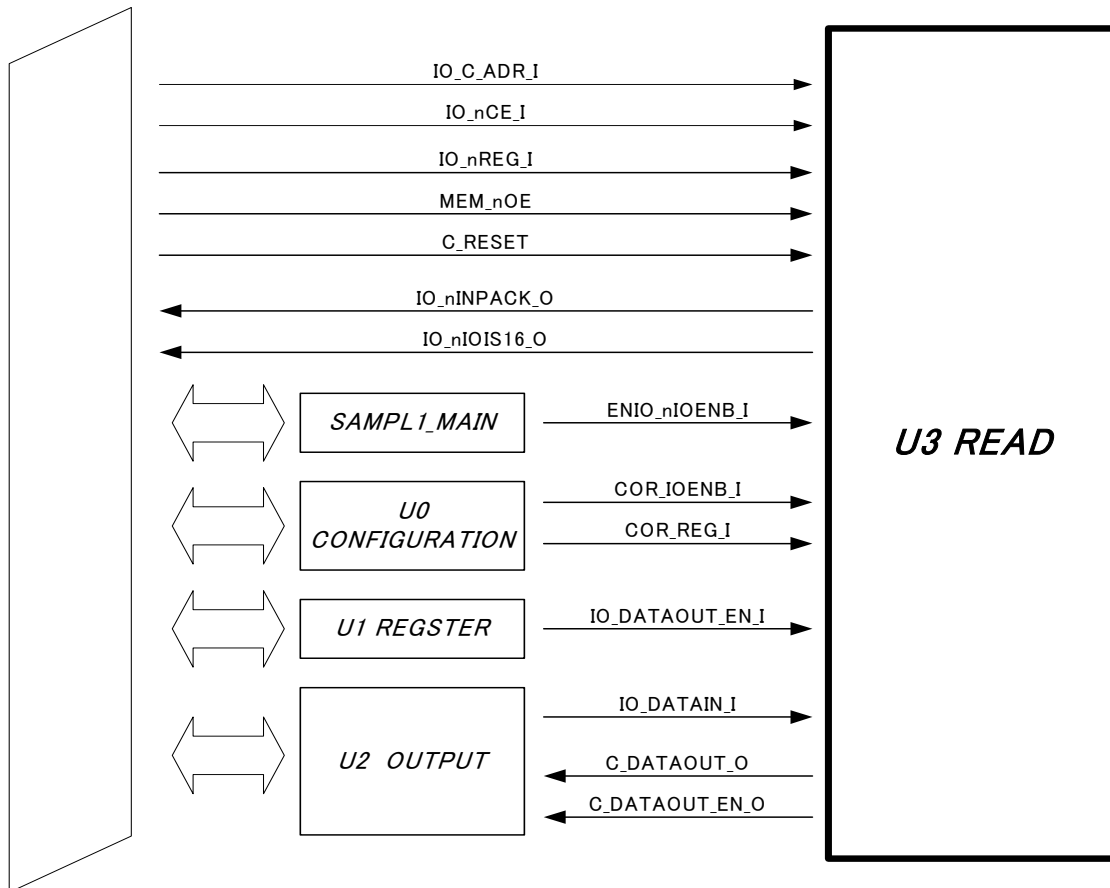 IO_C_ADR_I
IO_nCE_I
IO_nREG_I
MEM_nOE
C_RESET
IO_nINPACK_O
IO_nIOIS16_O
SAMPL1_MAIN
ENIO_nIOENB_I
U3 READ
U0
CONFIGURATION
COR_IOENB_I
COR_REG_I
U1 REGSTER
IO_DATAOUT_EN_I
U2 OUTPUT
IO_DATAIN_I
C_DATAOUT_O
C_DATAOUT_EN_O